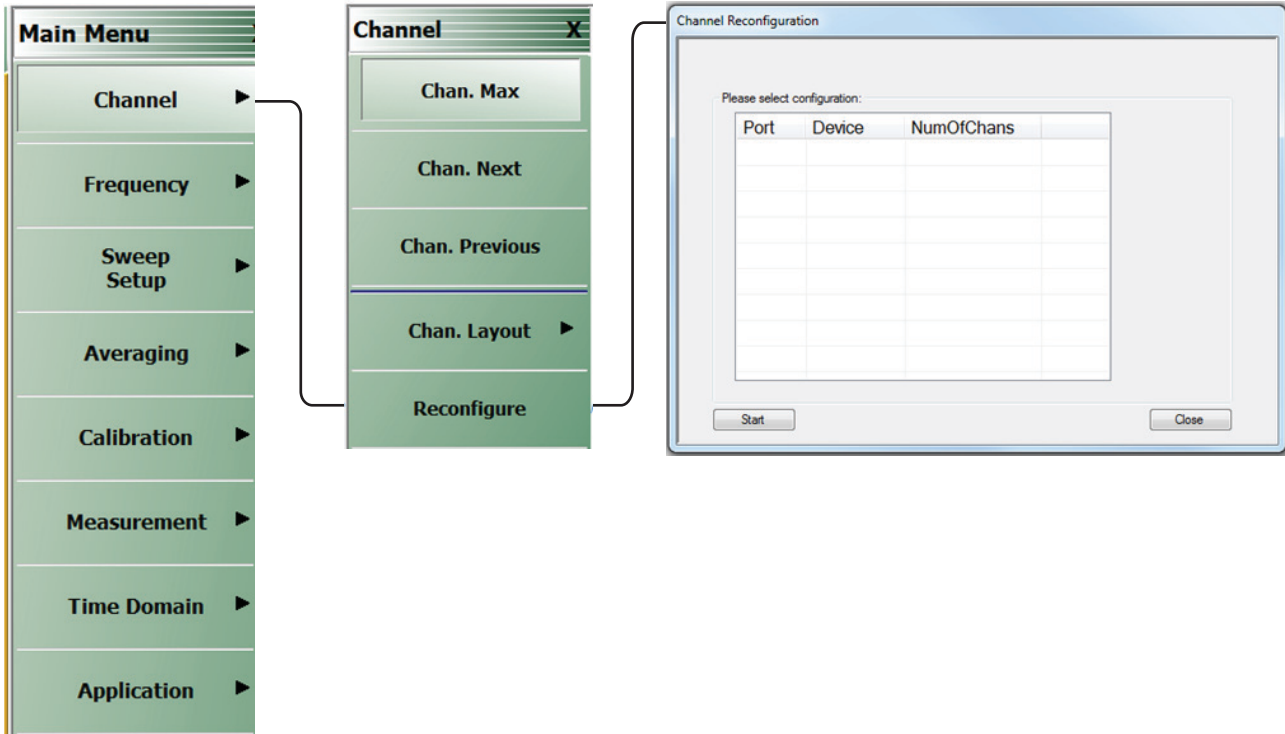 Main Menu
Channel
Frequency
Sweep
Setup
Averaging
Calibration
Measurement
Time Domain
Application
Channel X
Chan. Max
Chan. Next
Chan. Previous
Chan. Layout
Reconfigure
Channel Reconfiguration
Please select configuration:
Port Device NumOfChans
Start Close